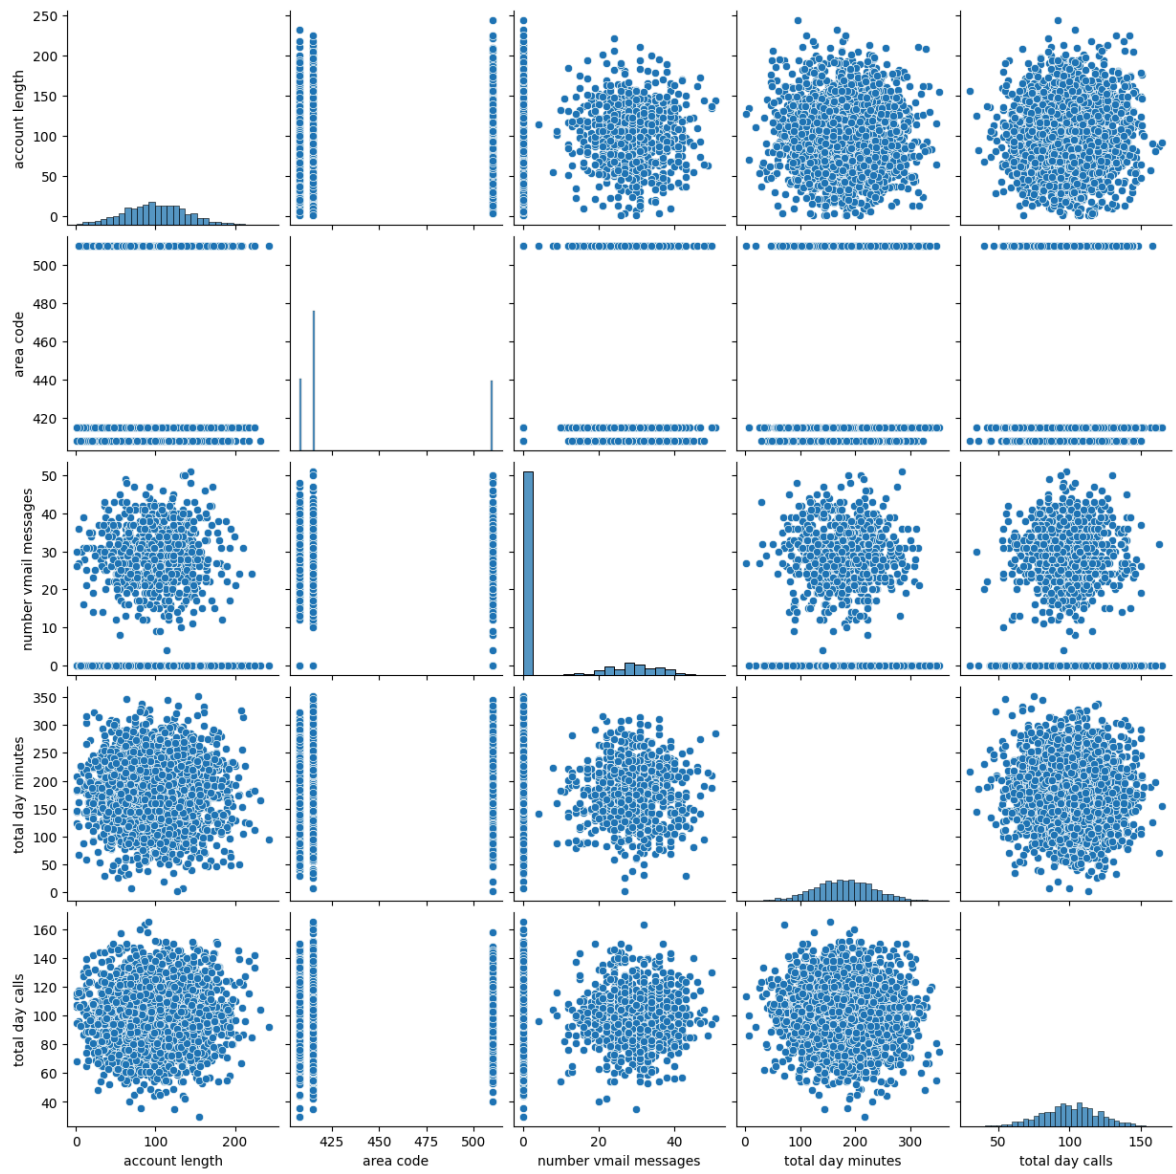 250
200
150
100
50
0
account length
500
480
460
440
420
area code
50
40
30
20
10
0
number vmail messages
350
300
250
200
150
100
50
0
total day minutes
160
140
120
100
80
60
40
total day calls
0 100 200
425 450 475 500
0 20 40
0 100 200 300
50 100 150
account length
area code
number vmail messages
total day minutes
total day calls